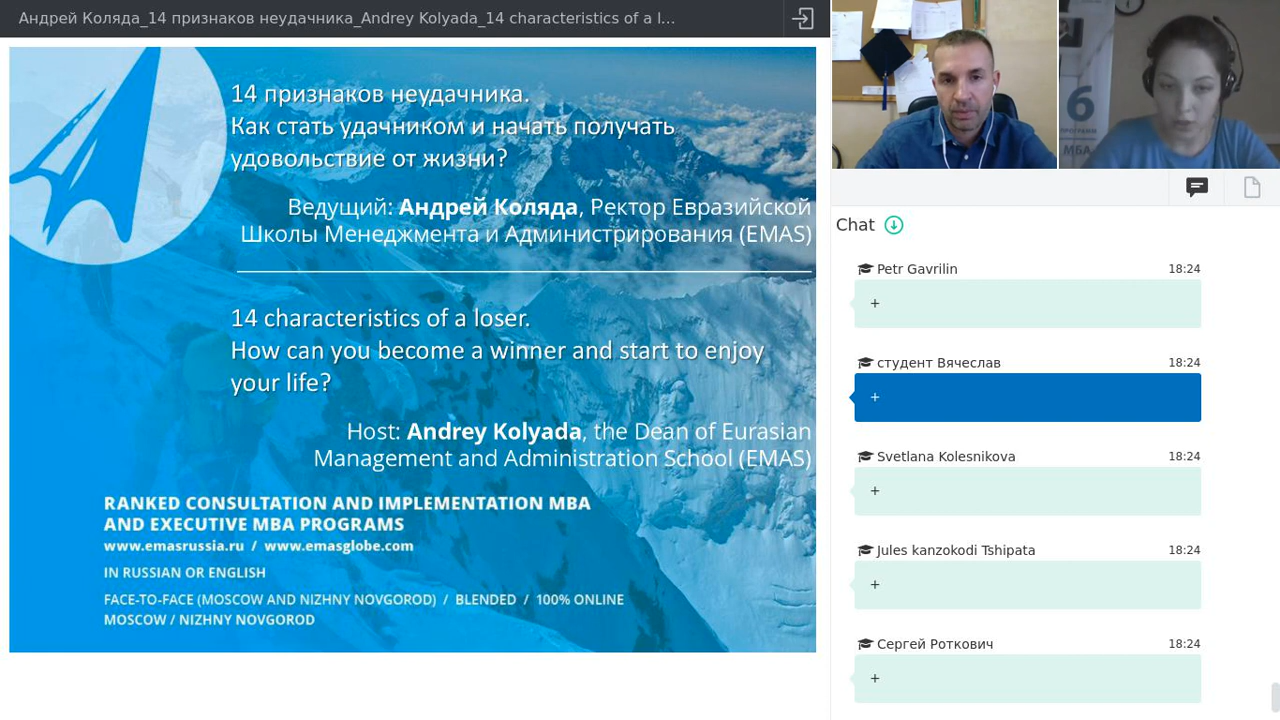 Андрей Коляда_14 признаков неудачника_Andrey Kolyada_14 characteristics of a l...
14 признаков неудачника.
Как стать удачником и начать получать
удовольствие от жизни?
Ведущий: Андрей Коляда, Ректор Евразийской
Школы Менеджмента и Администрирования (EMAS)
14 characteristics of a loser.
How can you become a winner and start to enjoy
your life?
Host: Andrey Kolyada, the Dean of Eurasian
Management and Administration School (EMAS)
RANKED CONSULTATION AND IMPLEMENTATION MBA
AND EXECUTIVE MBA PROGRAMS
www.emasrussia.ru / www.emasglobe.com
IN RUSSIAN OR ENGLISH
FACE-TO-FACE (MOSCOW AND NIZHNY NOVGOROD) / BLENDED / 100% ONLINE
MOSCOW / NIZHNY NOVGOROD
6
ПРОГРАММ
МВА
Chat
Petr Gavrilin 18:24
+
студент Вячеслав 18:24
+
Svetlana Kolesnikova 18:24
+
Jules kanzokodi Tshipata 18:24
+
Сергей Роткович 18:24
+